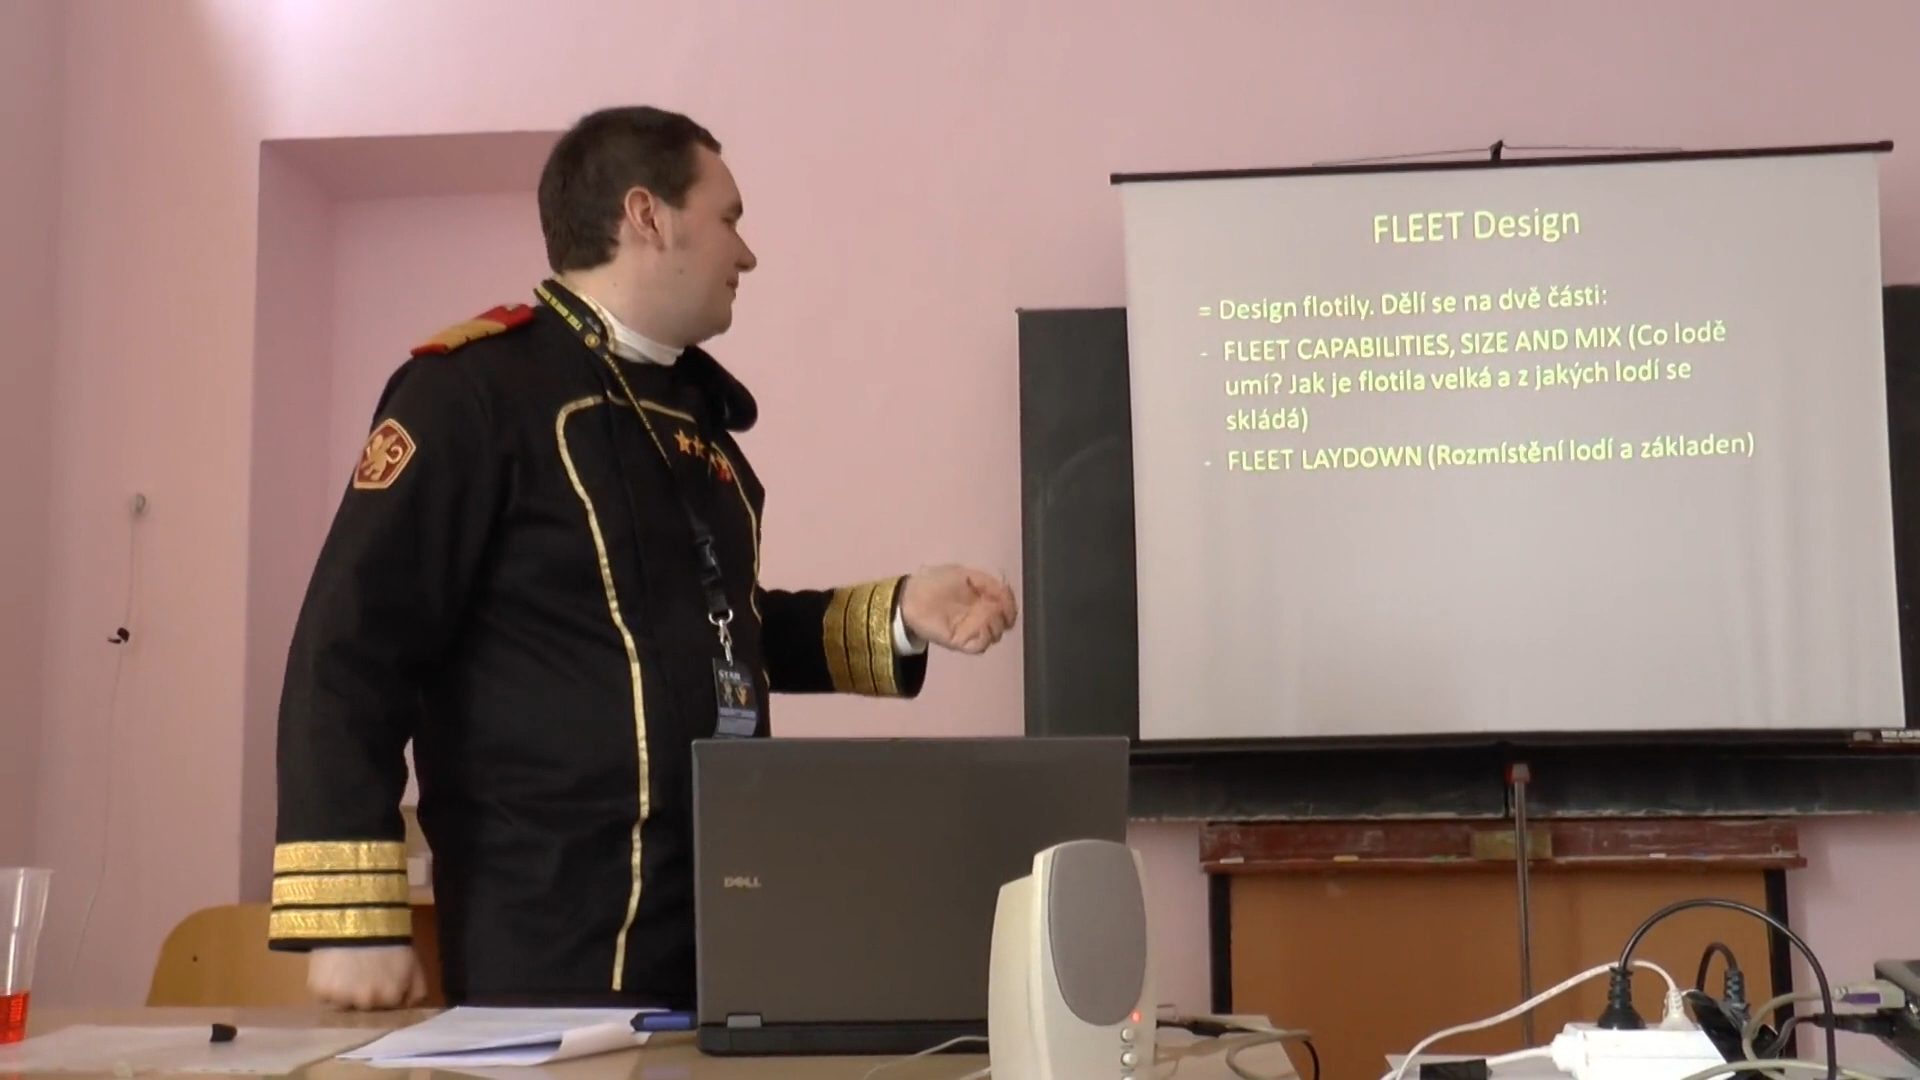 FLEET Design
= Design flotily. Dělí se na dvě části:
- FLEET CAPABILITIES, SIZE AND MIX (Co lodě
umí? Jak je flotila velká a z jakých lodí se
skládá)
- FLEET LAYDOWN (Rozmístění lodí a základen)
STAR
DELL